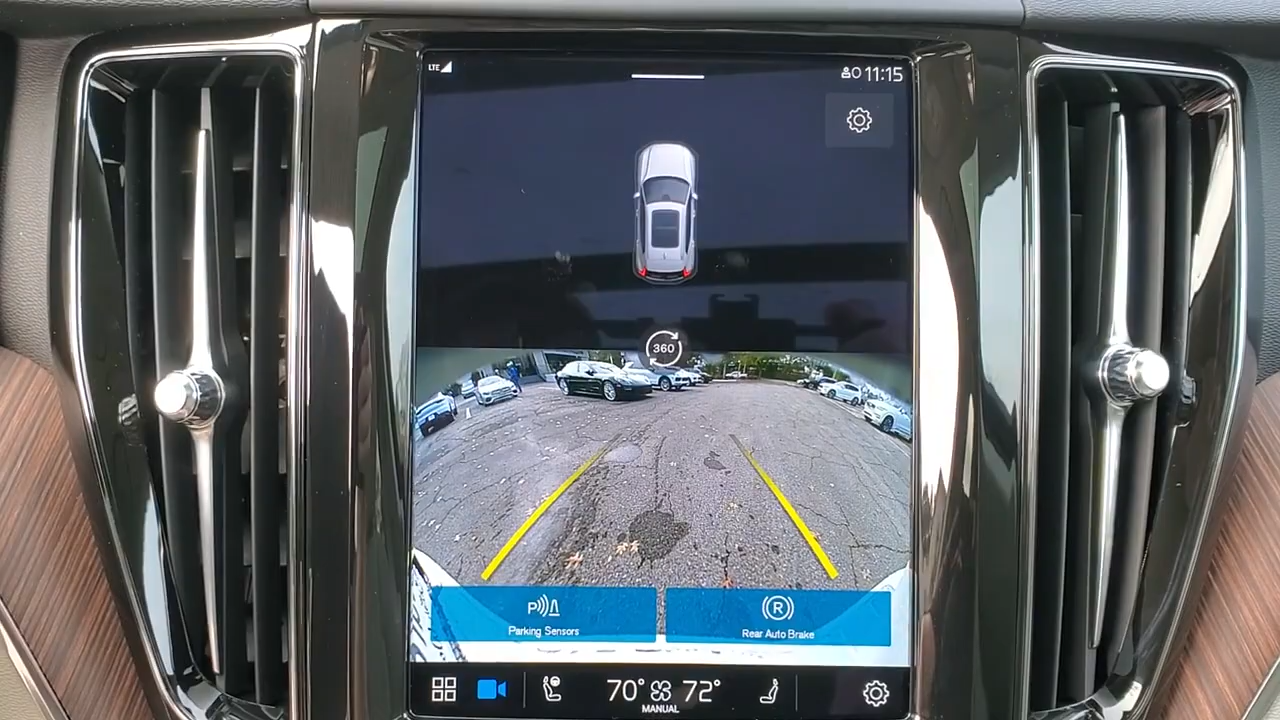 LTE 11:15
360
P
Parking Sensors
R
Rear Auto Brake
70° 72°
MANUAL